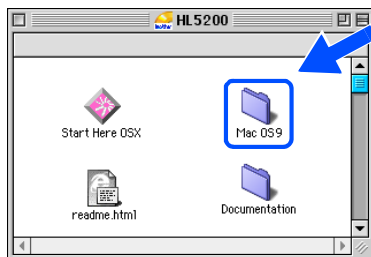 HL5200
Start Here OSX
Mac OS9
readme.html
Documentation